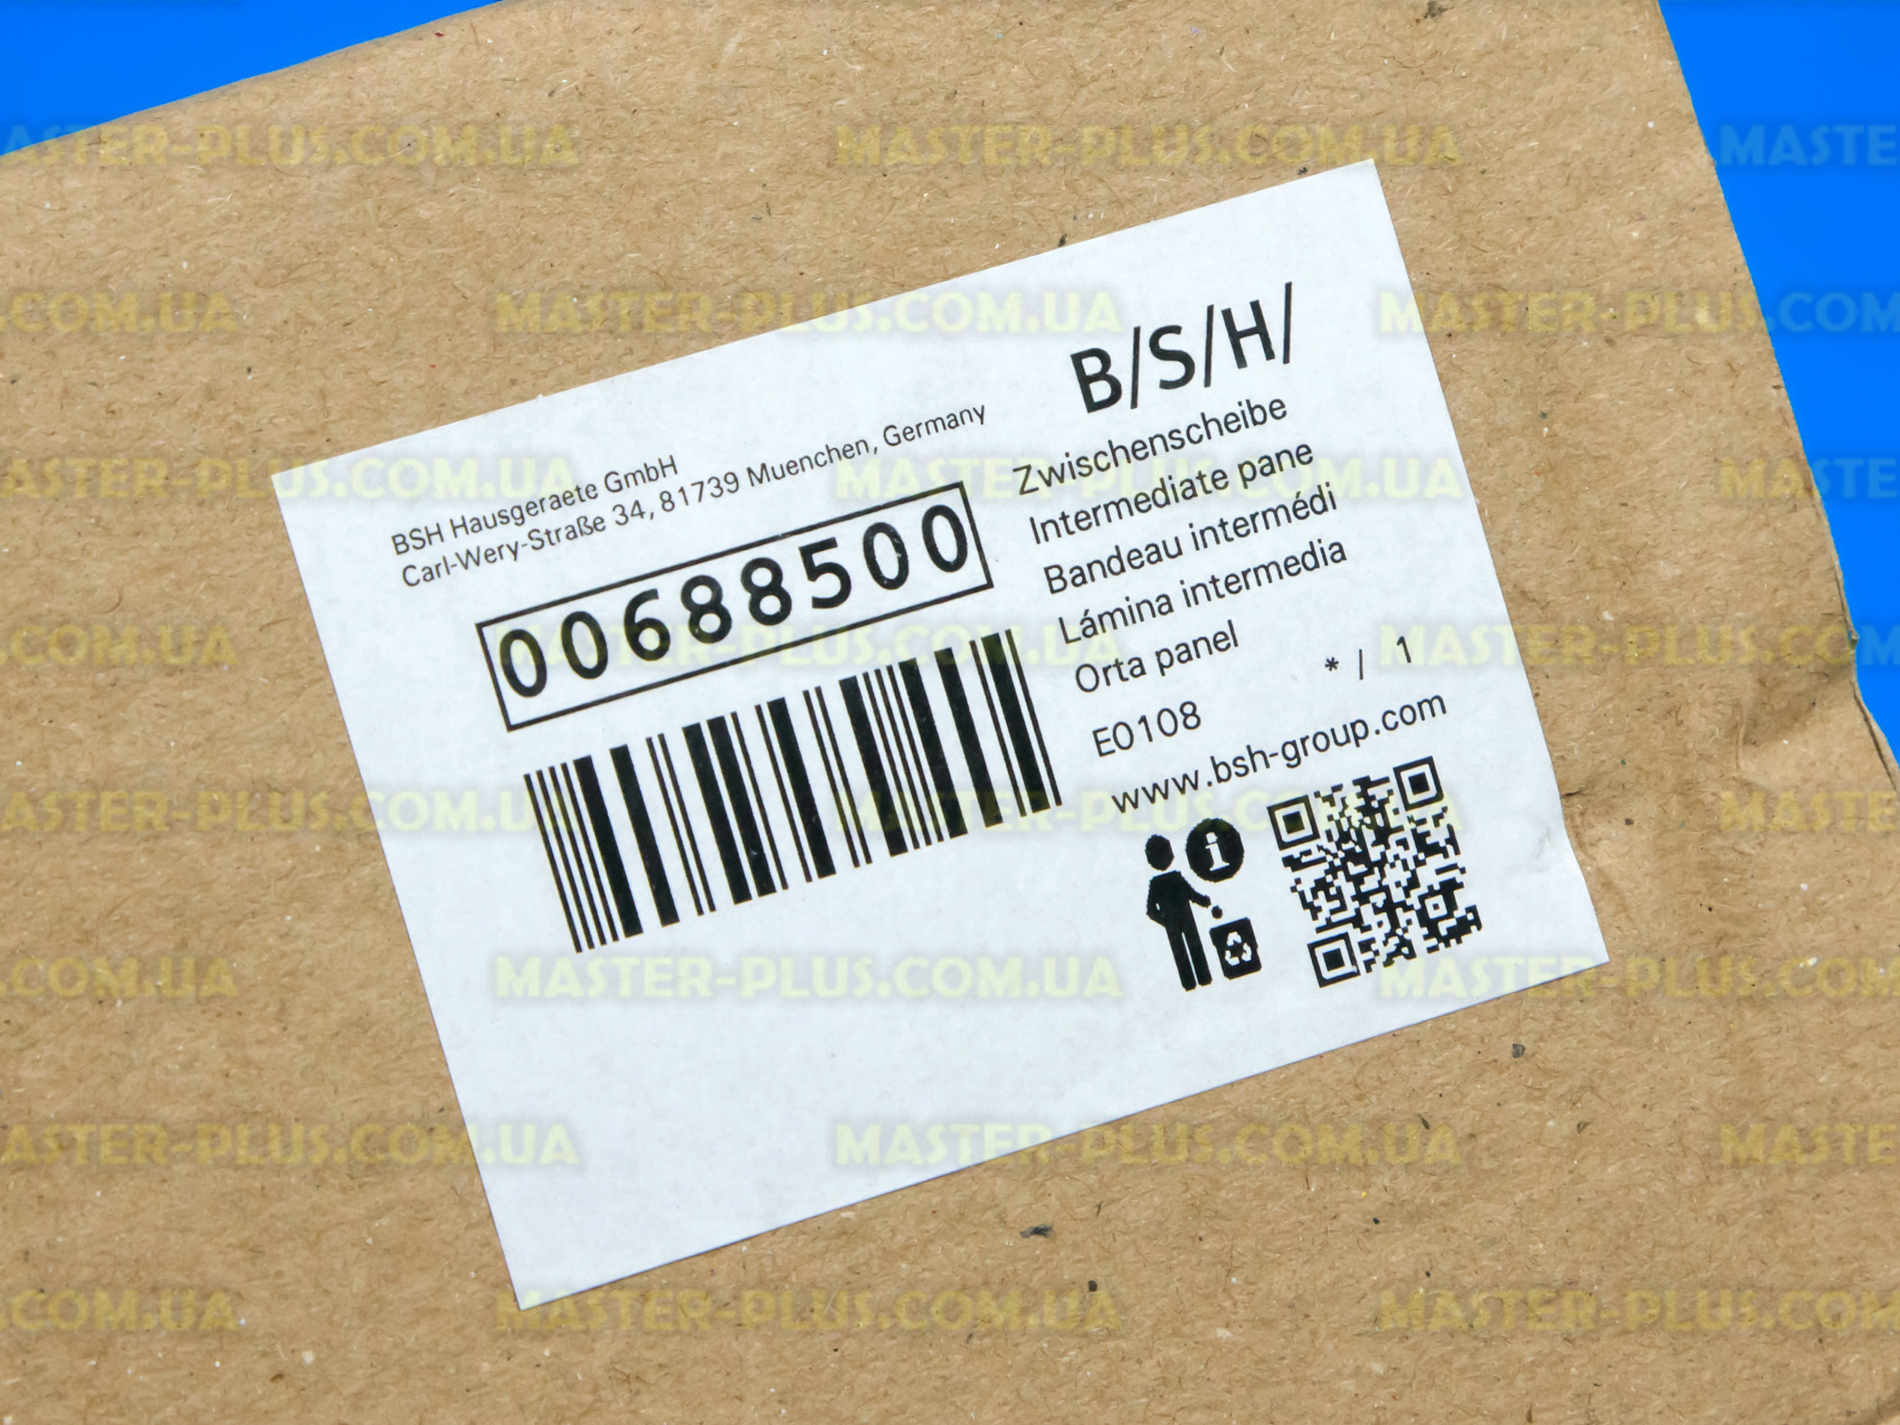 B/S/H/
BSH Hausgeraete GmbH
Carl-Wery-Straße 34, 81739 Muenchen, Germany
00688500
Zwischenscheibe
Intermediate pane
Bandeau intermédi
Lámina intermedia
Orta panel
E0108 * / 1
www.bsh-group.com
i
MASTER-PLUS.COM.UA